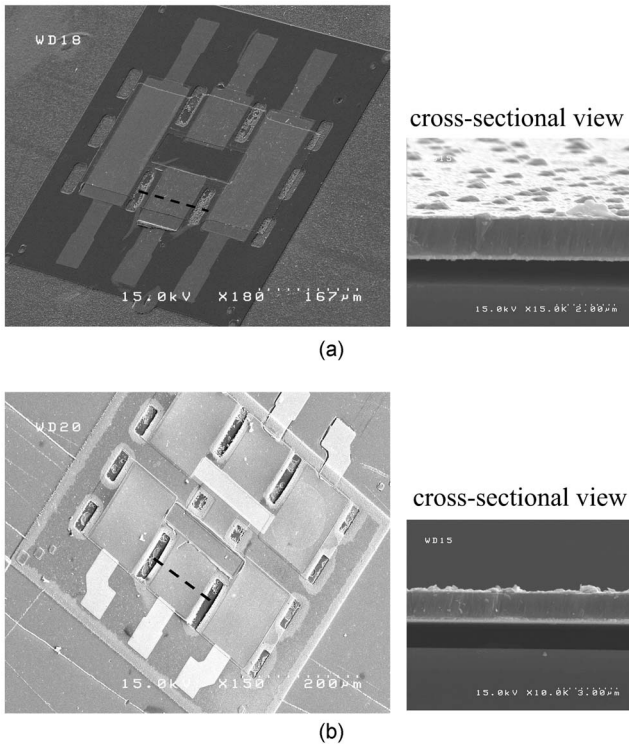 WD18
15.0kV X180 167μm
cross-sectional view
15.0kV X15.0K 2.00μm
(a)
WD20
15.0kV X150 200μm
cross-sectional view
WD15
15.0kV X10.0K 3.00μm
(b)